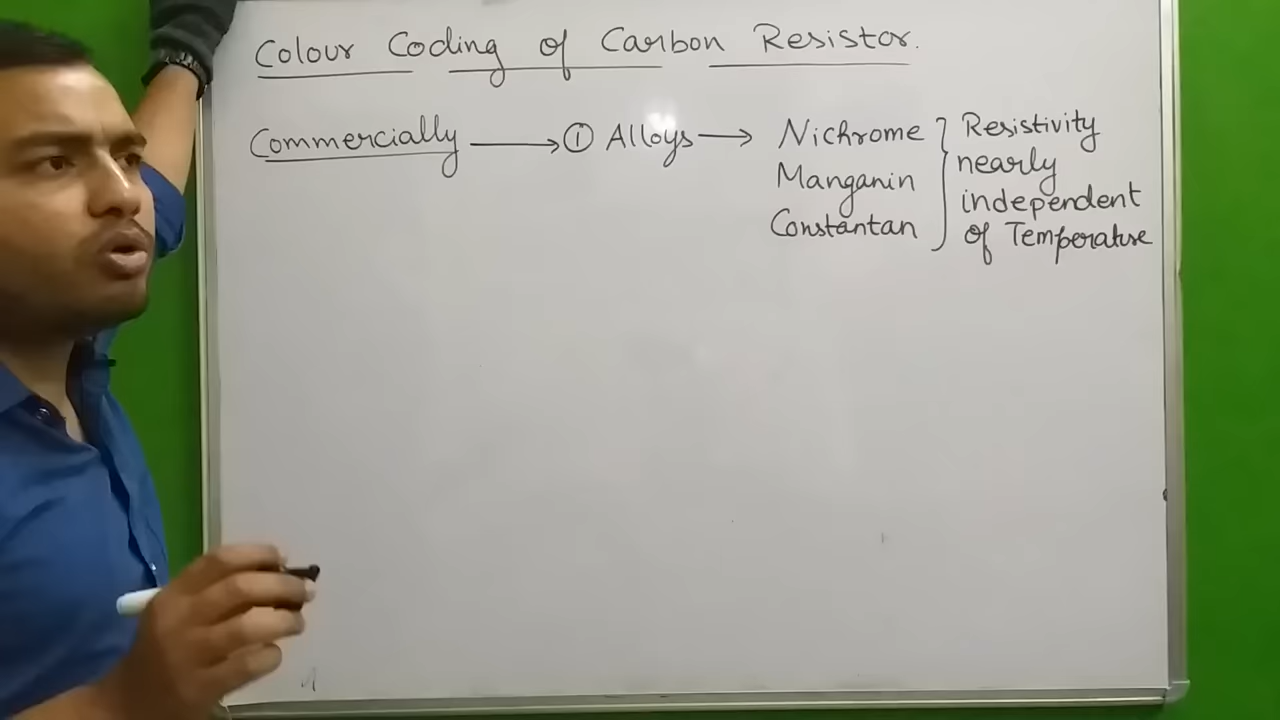 Colour Coding of Carbon Resistor.
Commercially → ① Alloys → Nichrome } Resistivity
Manganin nearly
Constantan independent
of Temperature